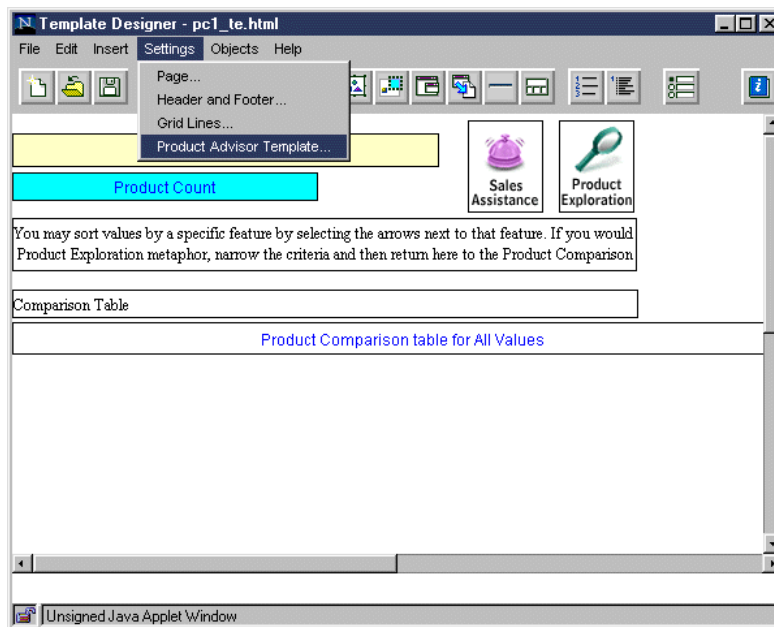 Template Designer - pc1_te.html
File Edit Insert Settings Objects Help
Page...
Header and Footer...
Grid Lines...
Product Advisor Template...
Product Count
Sales
Assistance
Product
Exploration
You may sort values by a specific feature by selecting the arrows next to that feature. If you would
Product Exploration metaphor, narrow the criteria and then return here to the Product Comparison
Comparison Table
Product Comparison table for All Values
Unsigned Java Applet Window